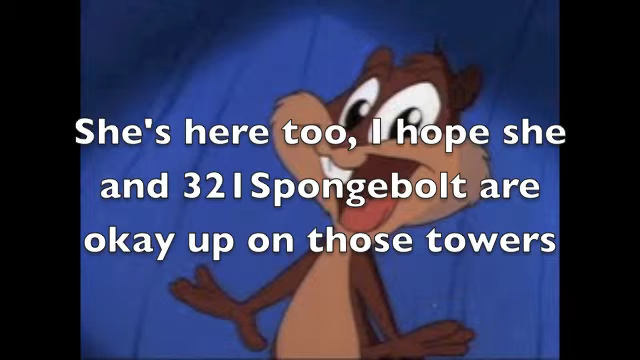 She's here too, I hope she
and 321Spongebolt are
okay up on those towers